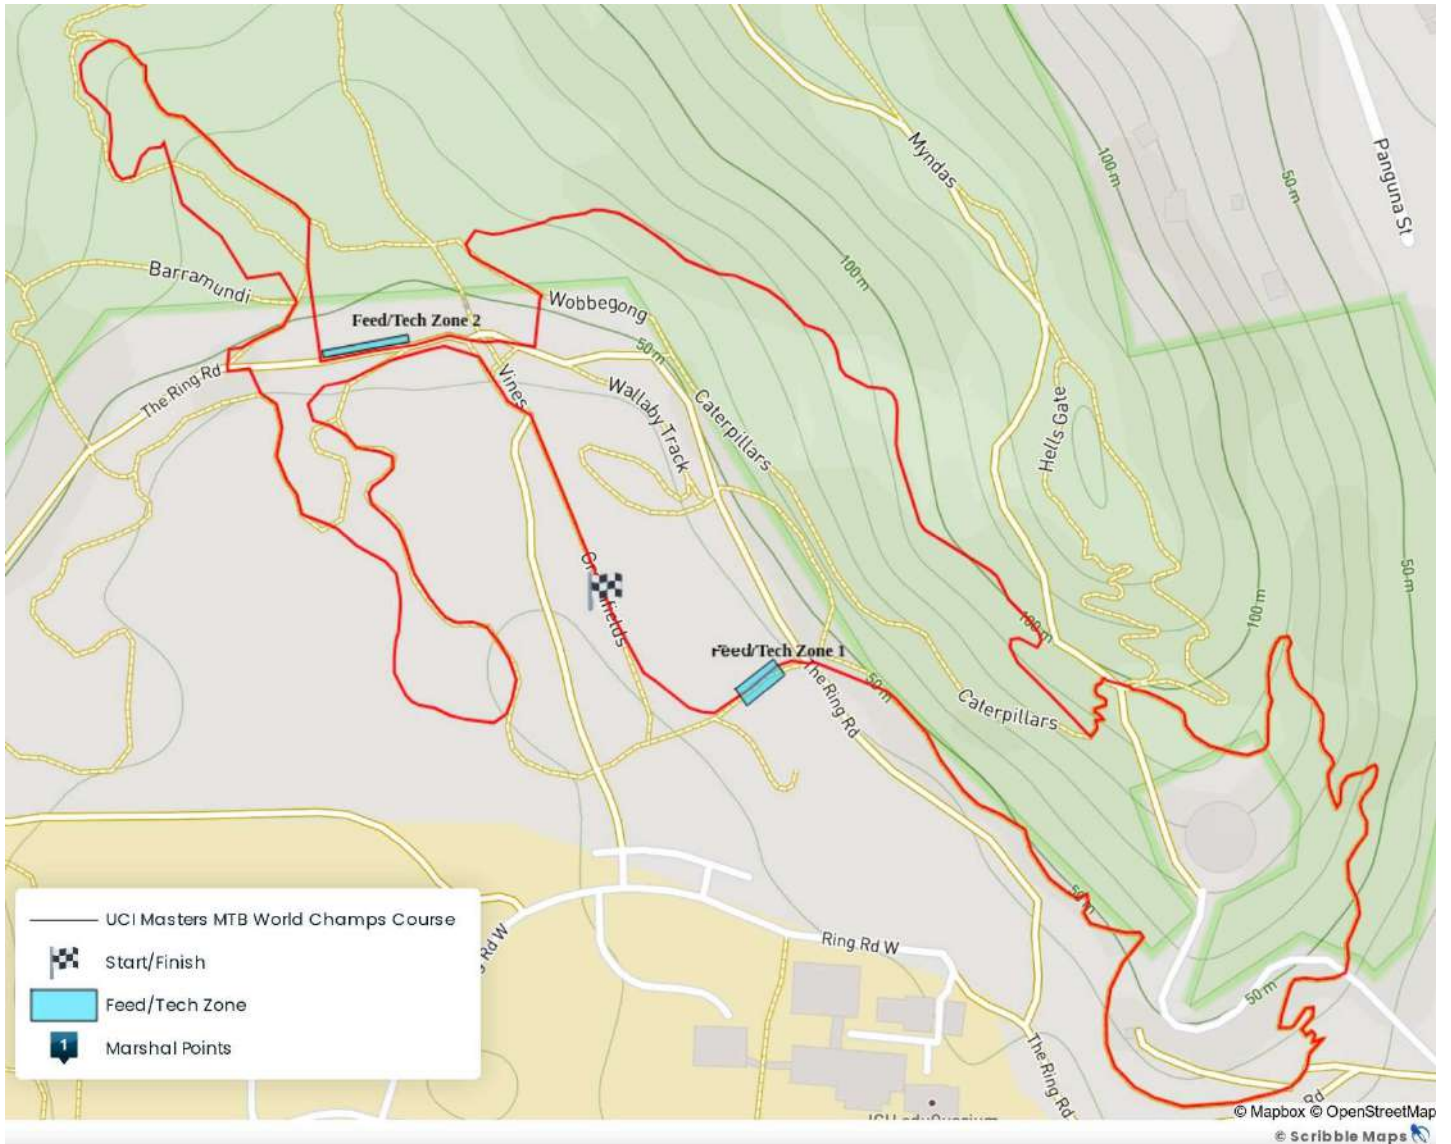 Myndas
Panguna St
100 m
50 m
100 m
Barramundi
Wobbegong
Feed/Tech Zone 2
50 m
The Ring Rd
Vines
Wallaby Track
Caterpillars
Hells Gate
50 m
100 m
100 m
Feed/Tech Zone 1
The Ring Rd
50 m
Caterpillars
50 m
Ring Rd W
Rd W
50 m
The Ring Rd
Rd
UCI Masters MTB World Champs Course
Start/Finish
Feed/Tech Zone
1
Marshal Points
© Mapbox © OpenStreetMap
© Scribble Maps